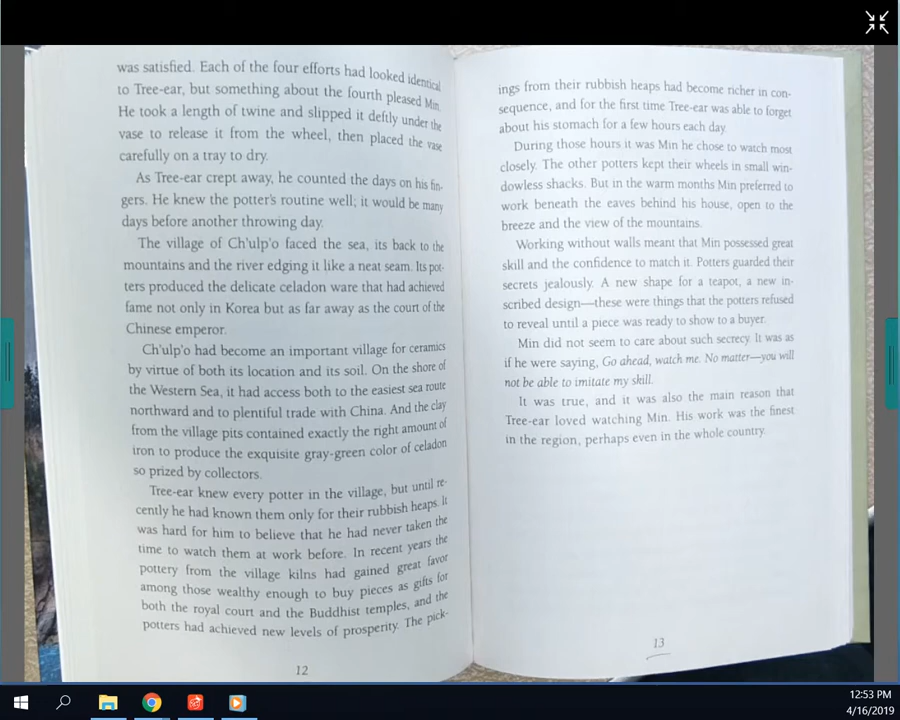 was satisfied. Each of the four efforts had looked identical
to Tree-ear, but something about the fourth pleased Min.
He took a length of twine and slipped it deftly under the
vase to release it from the wheel, then placed the vase
carefully on a tray to dry.
As Tree-ear crept away, he counted the days on his fin-
gers. He knew the potter's routine well; it would be many
days before another throwing day.
The village of Ch'ulp'o faced the sea, its back to the
mountains and the river edging it like a neat seam. Its pot-
ters produced the delicate celadon ware that had achieved
fame not only in Korea but as far away as the court of the
Chinese emperor.
Ch'ulp'o had become an important village for ceramics
by virtue of both its location and its soil. On the shore of
the Western Sea, it had access both to the easiest sea route
northward and to plentiful trade with China. And the clay
from the village pits contained exactly the right amount of
iron to produce the exquisite gray-green color of celadon
so prized by collectors.
Tree-ear knew every potter in the village, but until re-
cently he had known them only for their rubbish heaps. It
was hard for him to believe that he had never taken the
time to watch them at work before. In recent years the
pottery from the village kilns had gained great favor
among those wealthy enough to buy pieces as gifts for
both the royal court and the Buddhist temples, and the
potters had achieved new levels of prosperity. The pick-
12
ings from their rubbish heaps had become richer in con-
sequence, and for the first time Tree-ear was able to forget
about his stomach for a few hours each day.
During those hours it was Min he chose to watch most
closely. The other potters kept their wheels in small win-
dowless shacks. But in the warm months Min preferred to
work beneath the eaves behind his house, open to the
breeze and the view of the mountains.
Working without walls meant that Min possessed great
skill and the confidence to match it. Potters guarded their
secrets jealously. A new shape for a teapot, a new in-
scribed design—these were things that the potters refused
to reveal until a piece was ready to show to a buyer.
Min did not seem to care about such secrecy. It was as
if he were saying, Go ahead, watch me. No matter—you will
not be able to imitate my skill.
It was true, and it was also the main reason that
Tree-ear loved watching Min. His work was the finest
in the region, perhaps even in the whole country.
13
12:53 PM
4/16/2019